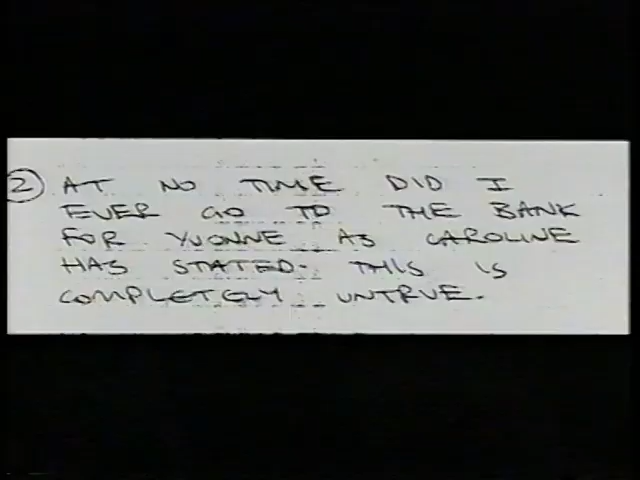 2) AT NO TIME DID I
EVER GO TO THE BANK
FOR YVONNE AS CAROLINE
HAS STATED. THIS IS
COMPLETELY UNTRUE.